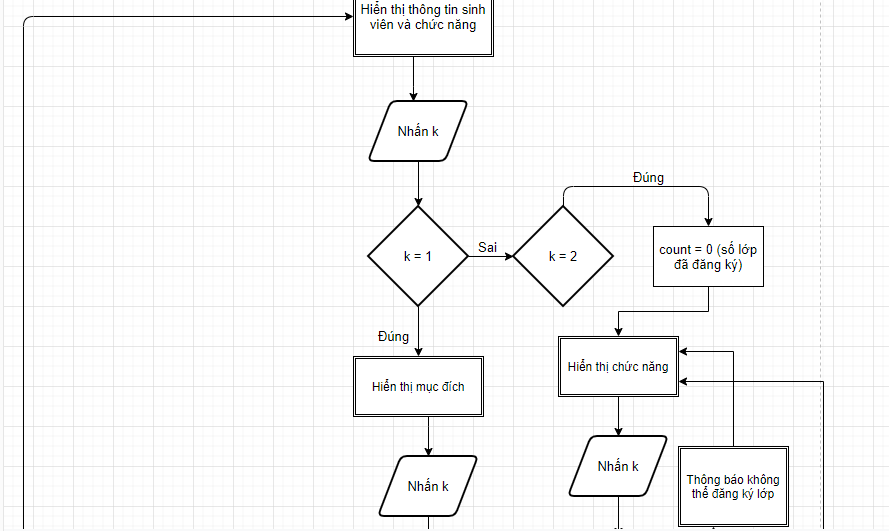 Hiển thị thông tin sinh
viên và chức năng
Nhấn k
k = 1
Sai
k = 2
Đúng
count = 0 (số lớp
đã đăng ký)
Đúng
Hiển thị mục đích
Hiển thị chức năng
Nhấn k
Nhấn k
Thông báo không
thể đăng ký lớp